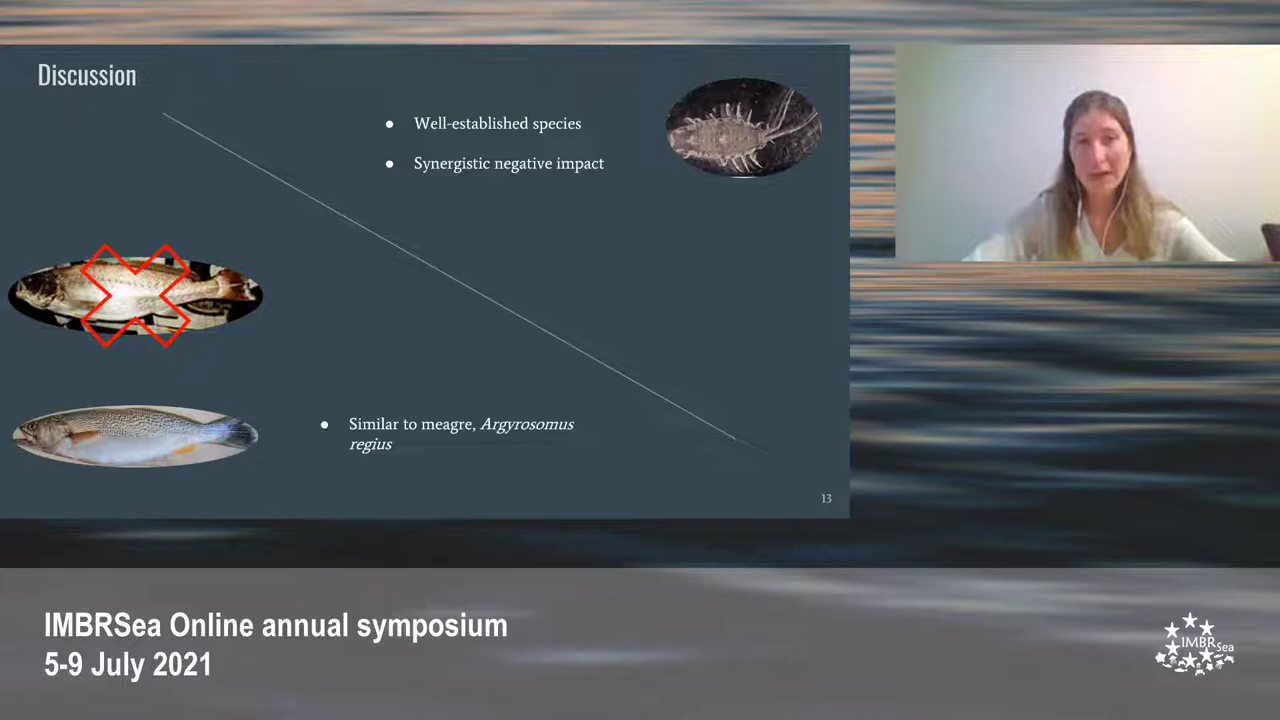 Discussion
Well-established species
Synergistic negative impact
Similar to meagre, Argyrosomus
regius
13
IMBRSea Online annual symposium
5-9 July 2021
IMBRSea